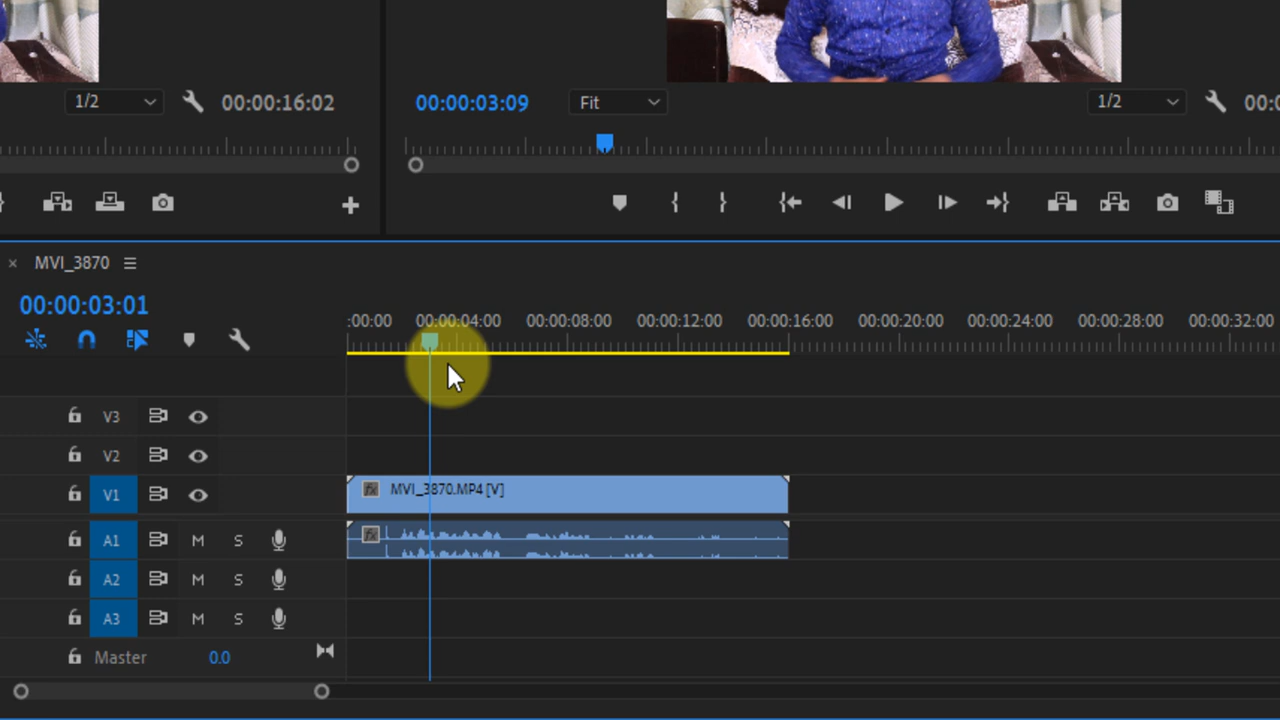 1/2 00:00:16:02 00:00:03:09 Fit 1/2 00:
MVI_3870
00:00:03:01
:00:00 00:00:04:00 00:00:08:00 00:00:12:00 00:00:16:00 00:00:20:00 00:00:24:00 00:00:28:00 00:00:32:00
V3
V2
V1 fx MVI_3870.MP4 [V]
A1 M S fx
A2 M S
A3 M S
Master 0.0